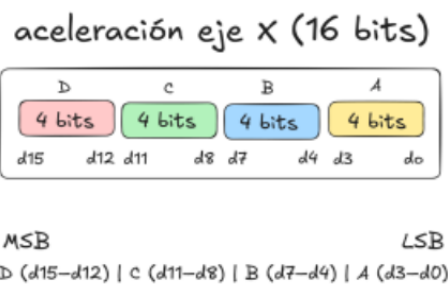 aceleración eje X (16 bits)
D C B A
4 bits 4 bits 4 bits 4 bits
d15 d12 d11 d8 d7 d4 d3 d0
MSB LSB
D (d15-d12) | C (d11-d8) | B (d7-d4) | A (d3-d0)